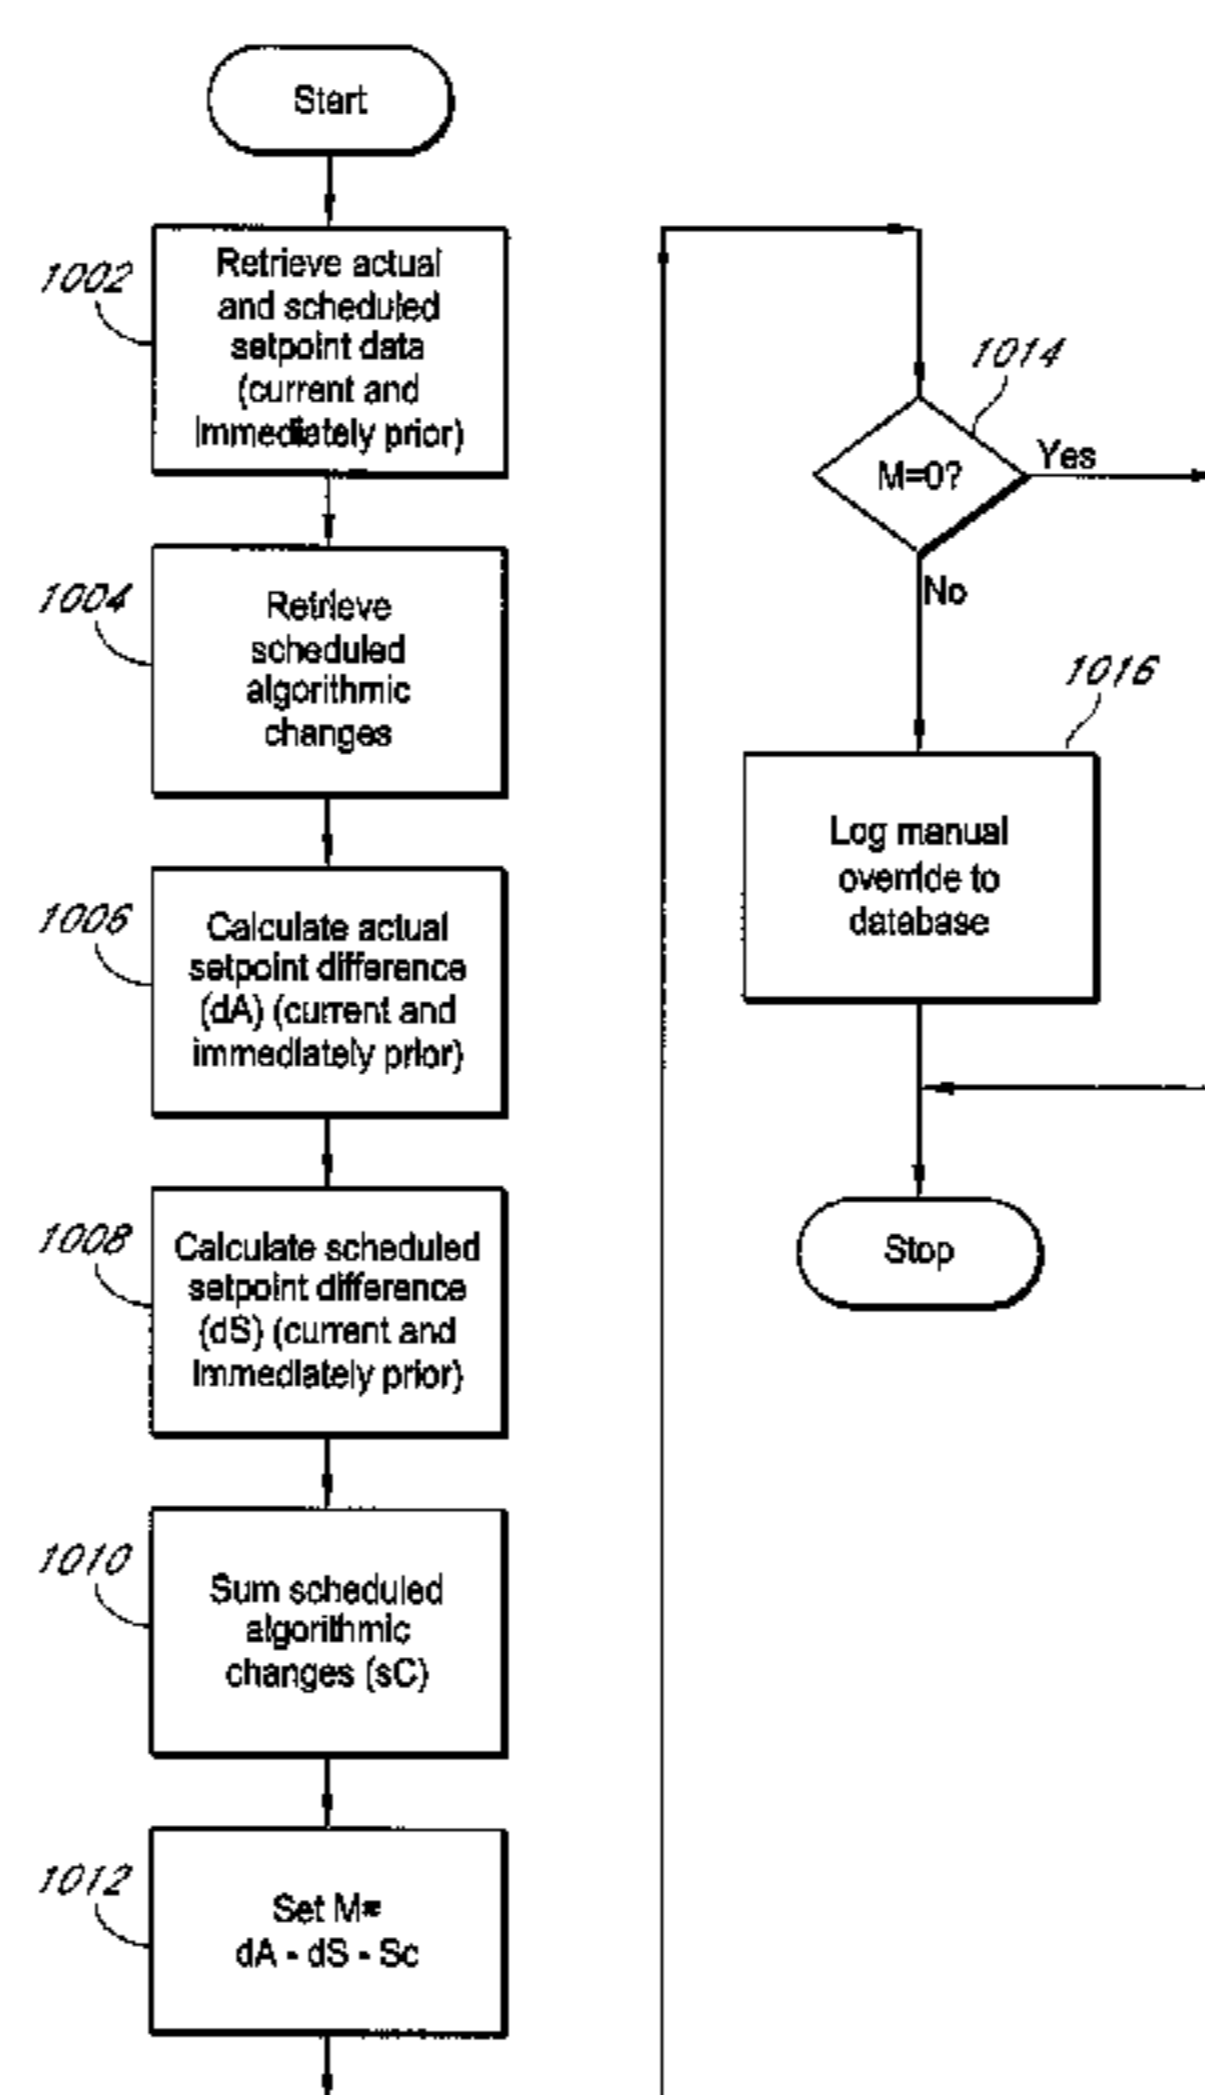 Start
1002
Retrieve actual
and scheduled
setpoint data
(current and
immediately prior)
1004
Retrieve
scheduled
algorithmic
changes
1006
Calculate actual
setpoint difference
(dA) (current and
immediately prior)
1008
Calculate scheduled
setpoint difference
(dS) (current and
immediately prior)
1010
Sum scheduled
algorithmic
changes (sC)
1012
Set M=
dA - dS - Sc
1014
M=0?
Yes
No
1016
Log manual
override to
database
Stop